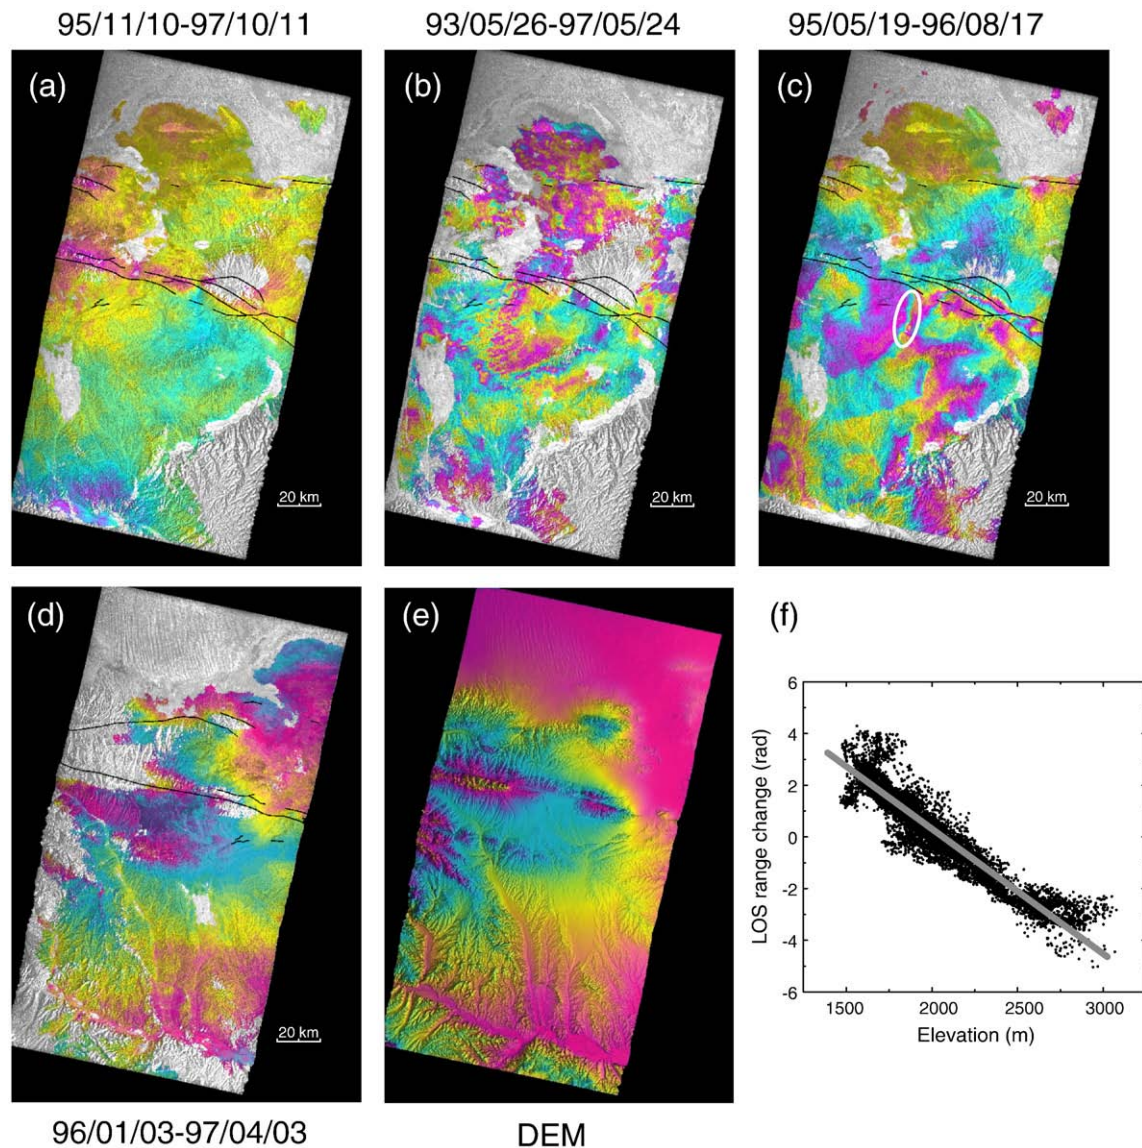 95/11/10-97/10/11
93/05/26-97/05/24
95/05/19-96/08/17
(a)
(b)
(c)
20 km
20 km
20 km
(d)
(e)
(f)
6
4
2
0
-2
-4
-6
LOS range change (rad)
1500
2000
2500
3000
Elevation (m)
20 km
96/01/03-97/04/03
DEM